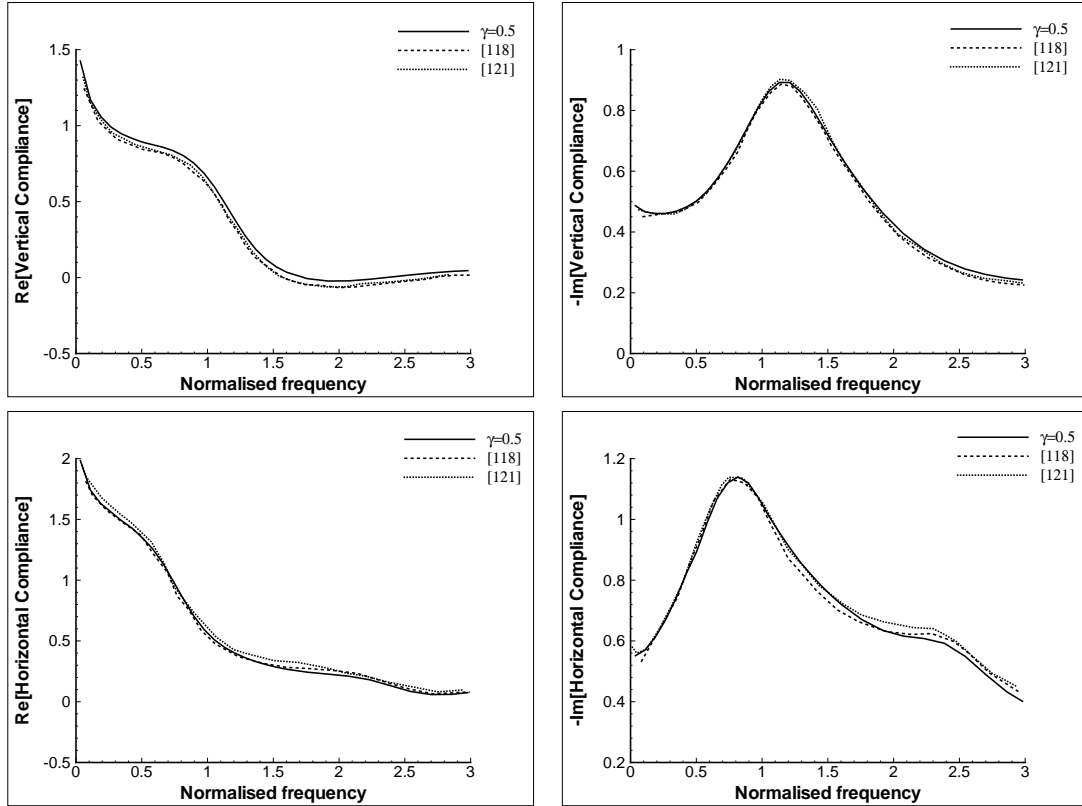 γ=0.5
[118]
[121]
Re[Vertical Compliance]
1.5
1
0.5
0
-0.5
0 0.5 1 1.5 2 2.5 3
Normalised frequency
γ=0.5
[118]
[121]
-Im[Vertical Compliance]
1
0.8
0.6
0.4
0.2
0
0 0.5 1 1.5 2 2.5 3
Normalised frequency
γ=0.5
[118]
[121]
Re[Horizontal Compliance]
2
1.5
1
0.5
0
-0.5
0 0.5 1 1.5 2 2.5 3
Normalised frequency
γ=0.5
[118]
[121]
-Im[Horizontal Compliance]
1.2
1
0.8
0.6
0.4
0.2
0 0.5 1 1.5 2 2.5 3
Normalised frequency